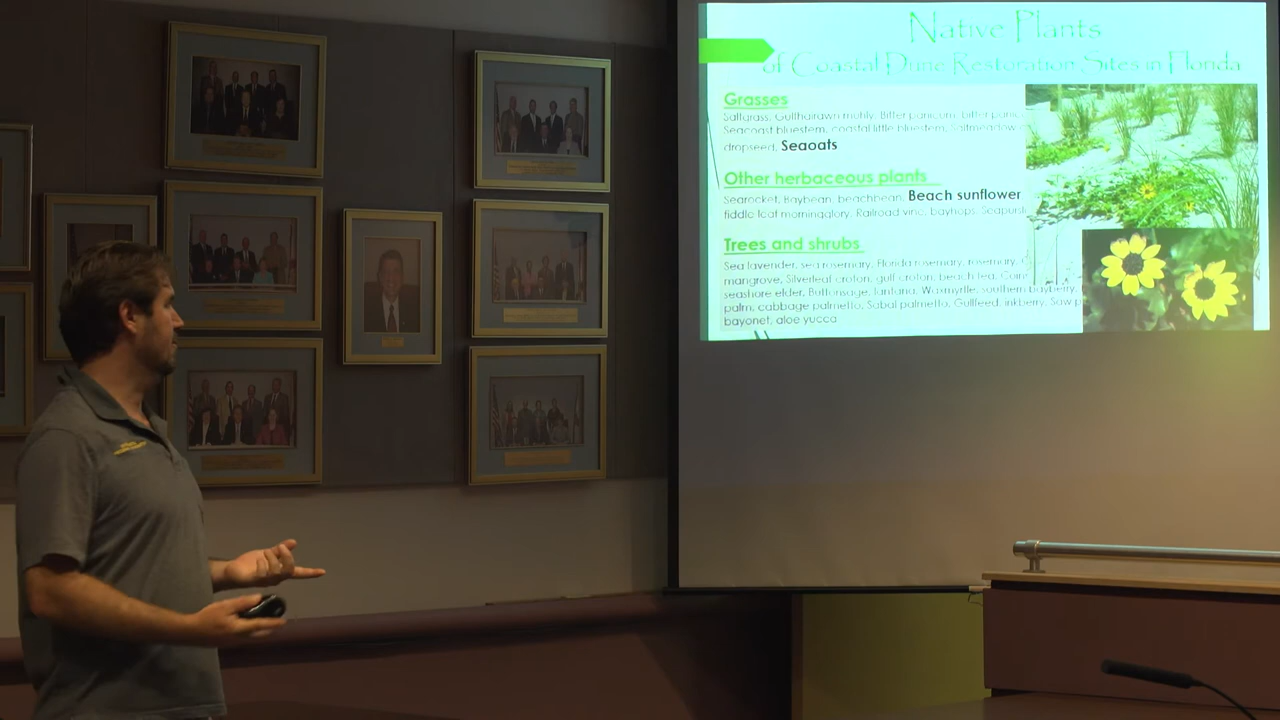 Native Plants
of Coastal Dune Restoration Sites in Florida
Grasses
Saltgrass, Gulfhairawn muhly, Bitter panicum, bitter panic
Seacoast bluestem, coastal little bluestem, Saltmeadow
dropseed, Seaoats
Other herbaceous plants
Searocket, Baybean, beachbean, Beach sunflower
fiddle leaf morningglory, Railroad vine, bayhops,
Trees and shrubs
Sea lavender, sea rosemary, Florida rosemary, rosemary,
mangrove, Silverleaf croton, gulf croton, beach tea,
seashore elder, Buttonsage, lantana, Waxmyrtle, southern bayberry,
palm, cabbage palmetto, Sabal palmetto, Gullfeed, inkberry, Saw
bayonet, aloe yucca